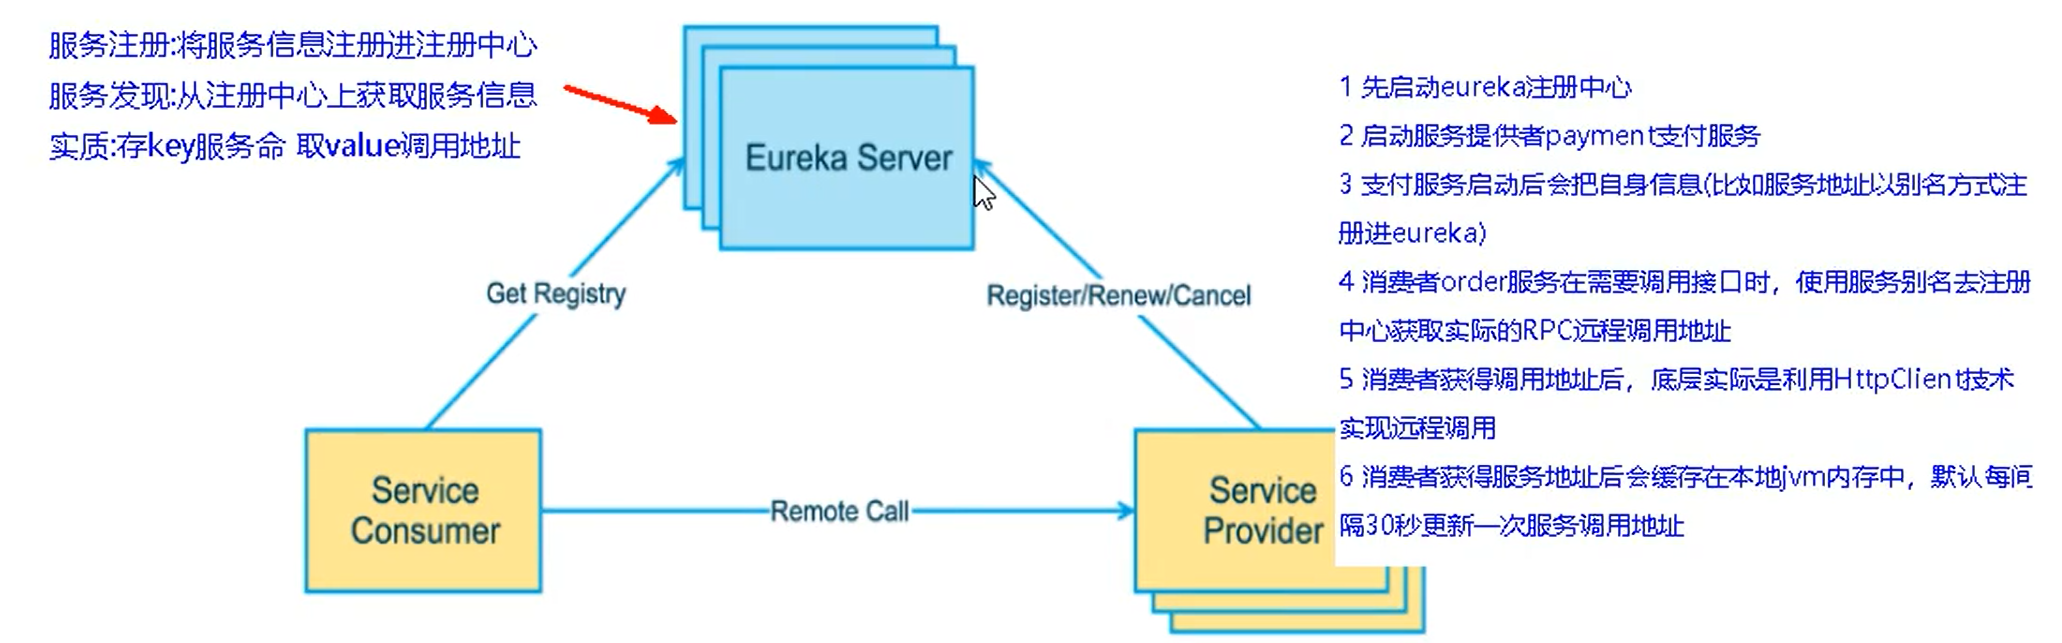 服务注册:将服务信息注册进注册中心
服务发现:从注册中心上获取服务信息
实质:存key服务命 取value调用地址
Eureka Server
Get Registry
Register/Renew/Cancel
Service
Consumer
Remote Call
Service
Provider
1 先启动eureka注册中心
2 启动服务提供者payment支付服务
3 支付服务启动后会把自身信息(比如服务地址以别名方式注
册进eureka)
4 消费者order服务在需要调用接口时，使用服务别名去注册
中心获取实际的RPC远程调用地址
5 消费者获得调用地址后，底层实际是利用HttpClient技术
实现远程调用
6 消费者获得服务地址后会缓存在本地jvm内存中，默认每间
隔30秒更新一次服务调用地址